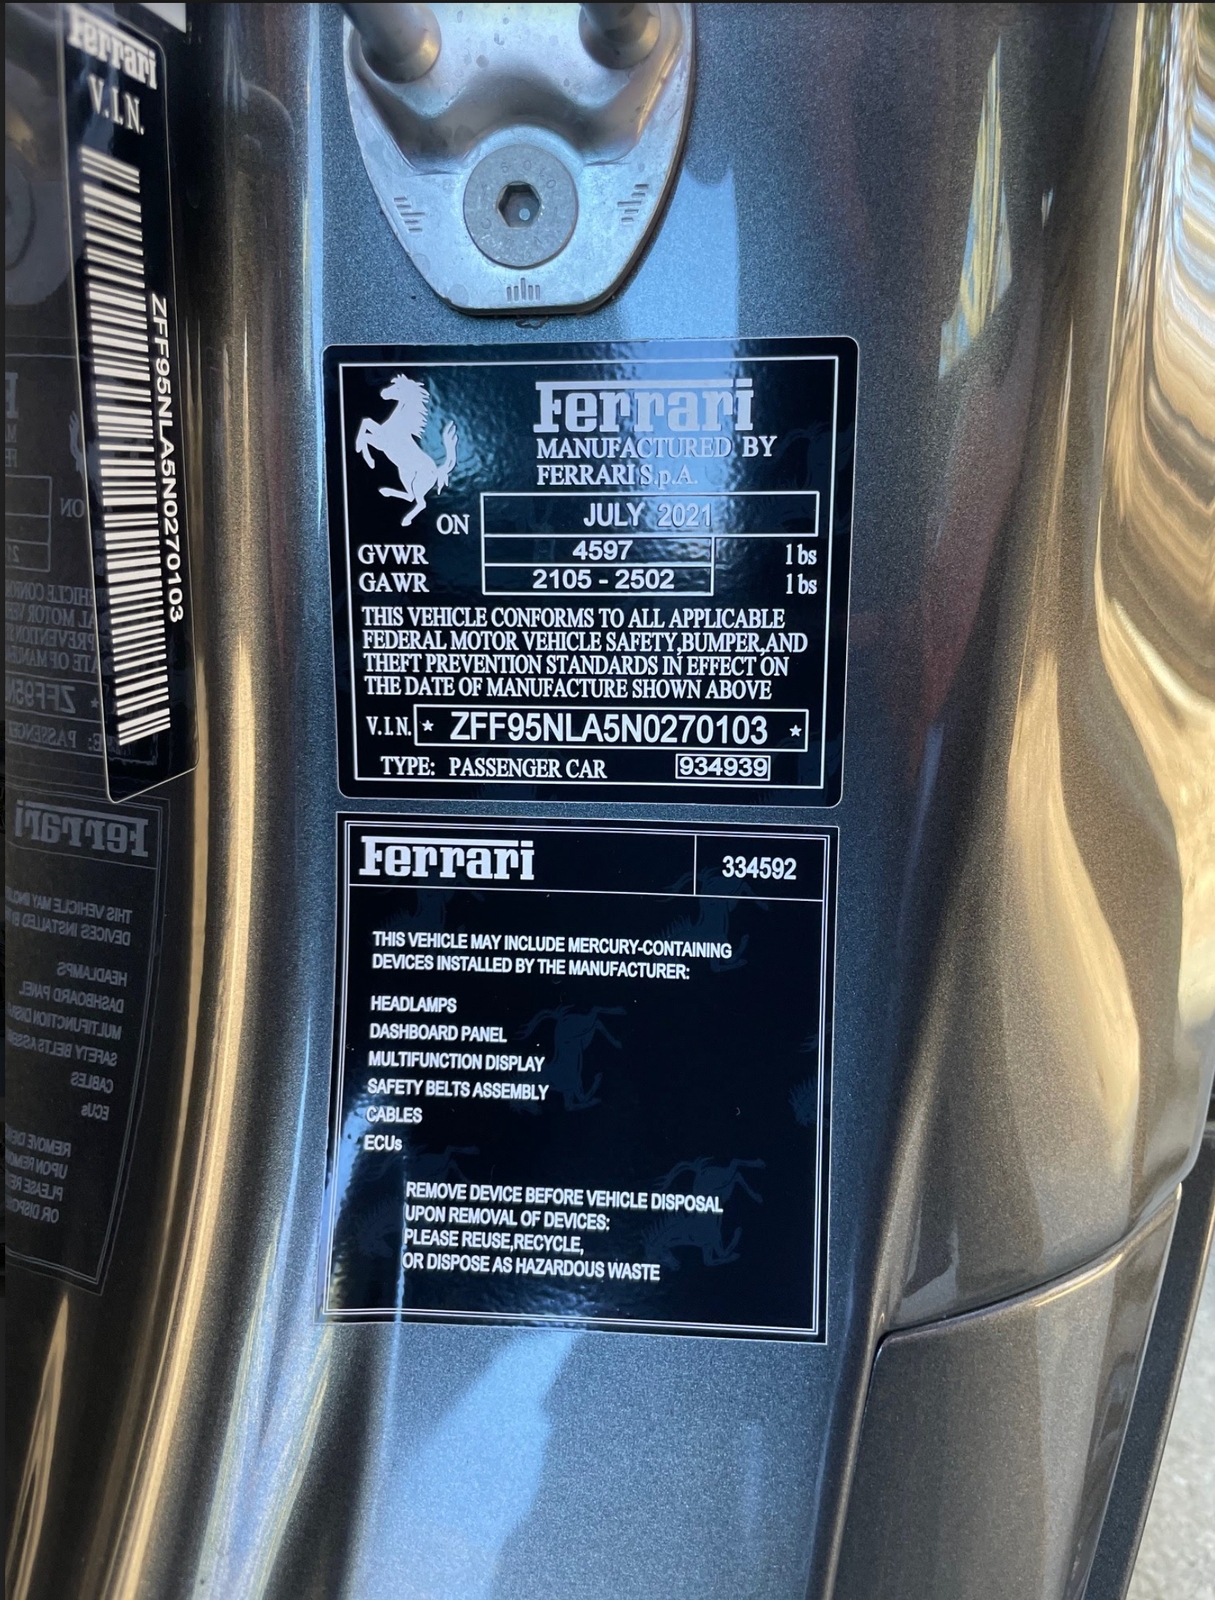 Ferrari
V.I.N.
ZFF95NLA5N0270103
Ferrari
MANUFACTURED BY
FERRARI S.p.A.
ON JULY 2021
GVWR 4597 lbs
GAWR 2105 - 2502 lbs
THIS VEHICLE CONFORMS TO ALL APPLICABLE
FEDERAL MOTOR VEHICLE SAFETY,BUMPER,AND
THEFT PREVENTION STANDARDS IN EFFECT ON
THE DATE OF MANUFACTURE SHOWN ABOVE
V.I.N. * ZFF95NLA5N0270103 *
TYPE: PASSENGER CAR 934939
Ferrari 334592
THIS VEHICLE MAY INCLUDE MERCURY-CONTAINING
DEVICES INSTALLED BY THE MANUFACTURER:
HEADLAMPS
DASHBOARD PANEL
MULTIFUNCTION DISPLAY
SAFETY BELTS ASSEMBLY
CABLES
ECUs
REMOVE DEVICE BEFORE VEHICLE DISPOSAL
UPON REMOVAL OF DEVICES:
PLEASE REUSE,RECYCLE,
OR DISPOSE AS HAZARDOUS WASTE